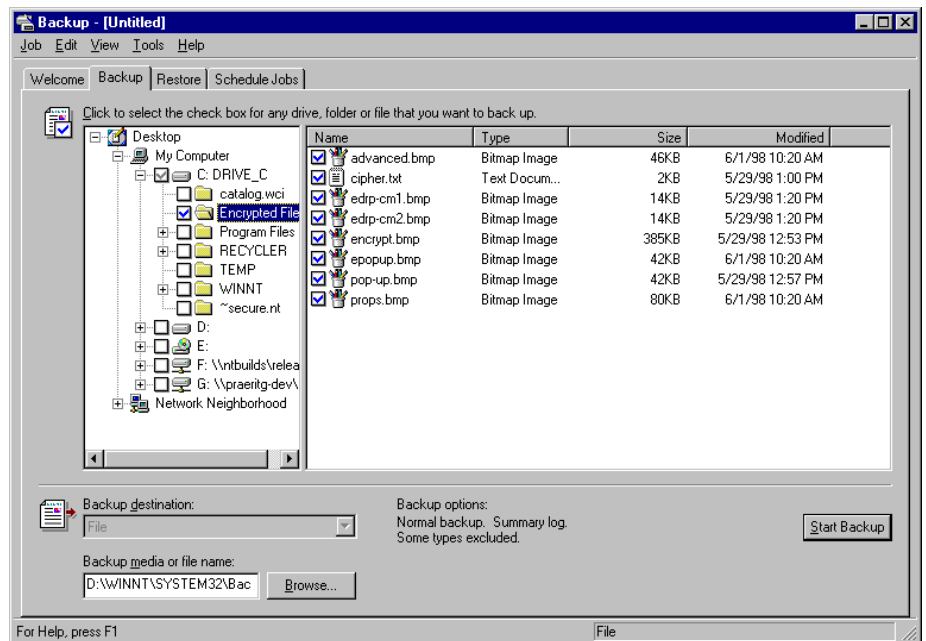 Backup - [Untitled]
Job Edit View Tools Help
Welcome Backup Restore Schedule Jobs
Click to select the check box for any drive, folder or file that you want to back up.
Desktop
My Computer
C: DRIVE_C
catalog.wci
Encrypted File
Program Files
RECYCLER
TEMP
WINNT
~secure.nt
D:
E:
F: \\ntbuilds\relea
G: \\praeritg-dev\
Network Neighborhood
Name Type Size Modified
advanced.bmp Bitmap Image 46KB 6/1/98 10:20 AM
cipher.txt Text Docum... 2KB 5/29/98 1:00 PM
edrp-cm1.bmp Bitmap Image 14KB 5/29/98 1:20 PM
edrp-cm2.bmp Bitmap Image 14KB 5/29/98 1:20 PM
encrypt.bmp Bitmap Image 385KB 5/29/98 12:53 PM
epopup.bmp Bitmap Image 42KB 6/1/98 10:20 AM
pop-up.bmp Bitmap Image 42KB 5/29/98 12:57 PM
props.bmp Bitmap Image 80KB 6/1/98 10:20 AM
Backup destination:
File
Backup media or file name:
D:\WINNT\SYSTEM32\Bac
Browse...
Backup options:
Normal backup. Summary log.
Some types excluded.
Start Backup
For Help, press F1
File